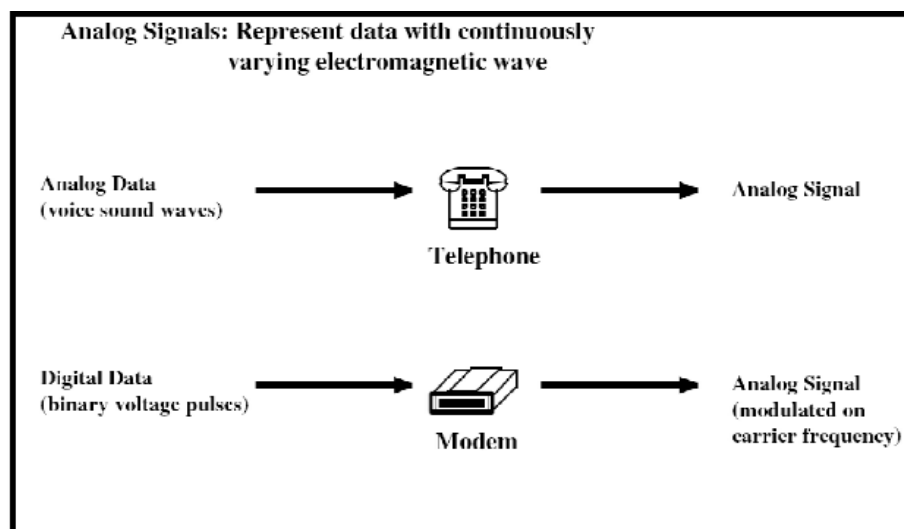 Analog Signals: Represent data with continuously
varying electromagnetic wave
Analog Data
(voice sound waves)
Telephone
Analog Signal
Digital Data
(binary voltage pulses)
Modem
Analog Signal
(modulated on
carrier frequency)